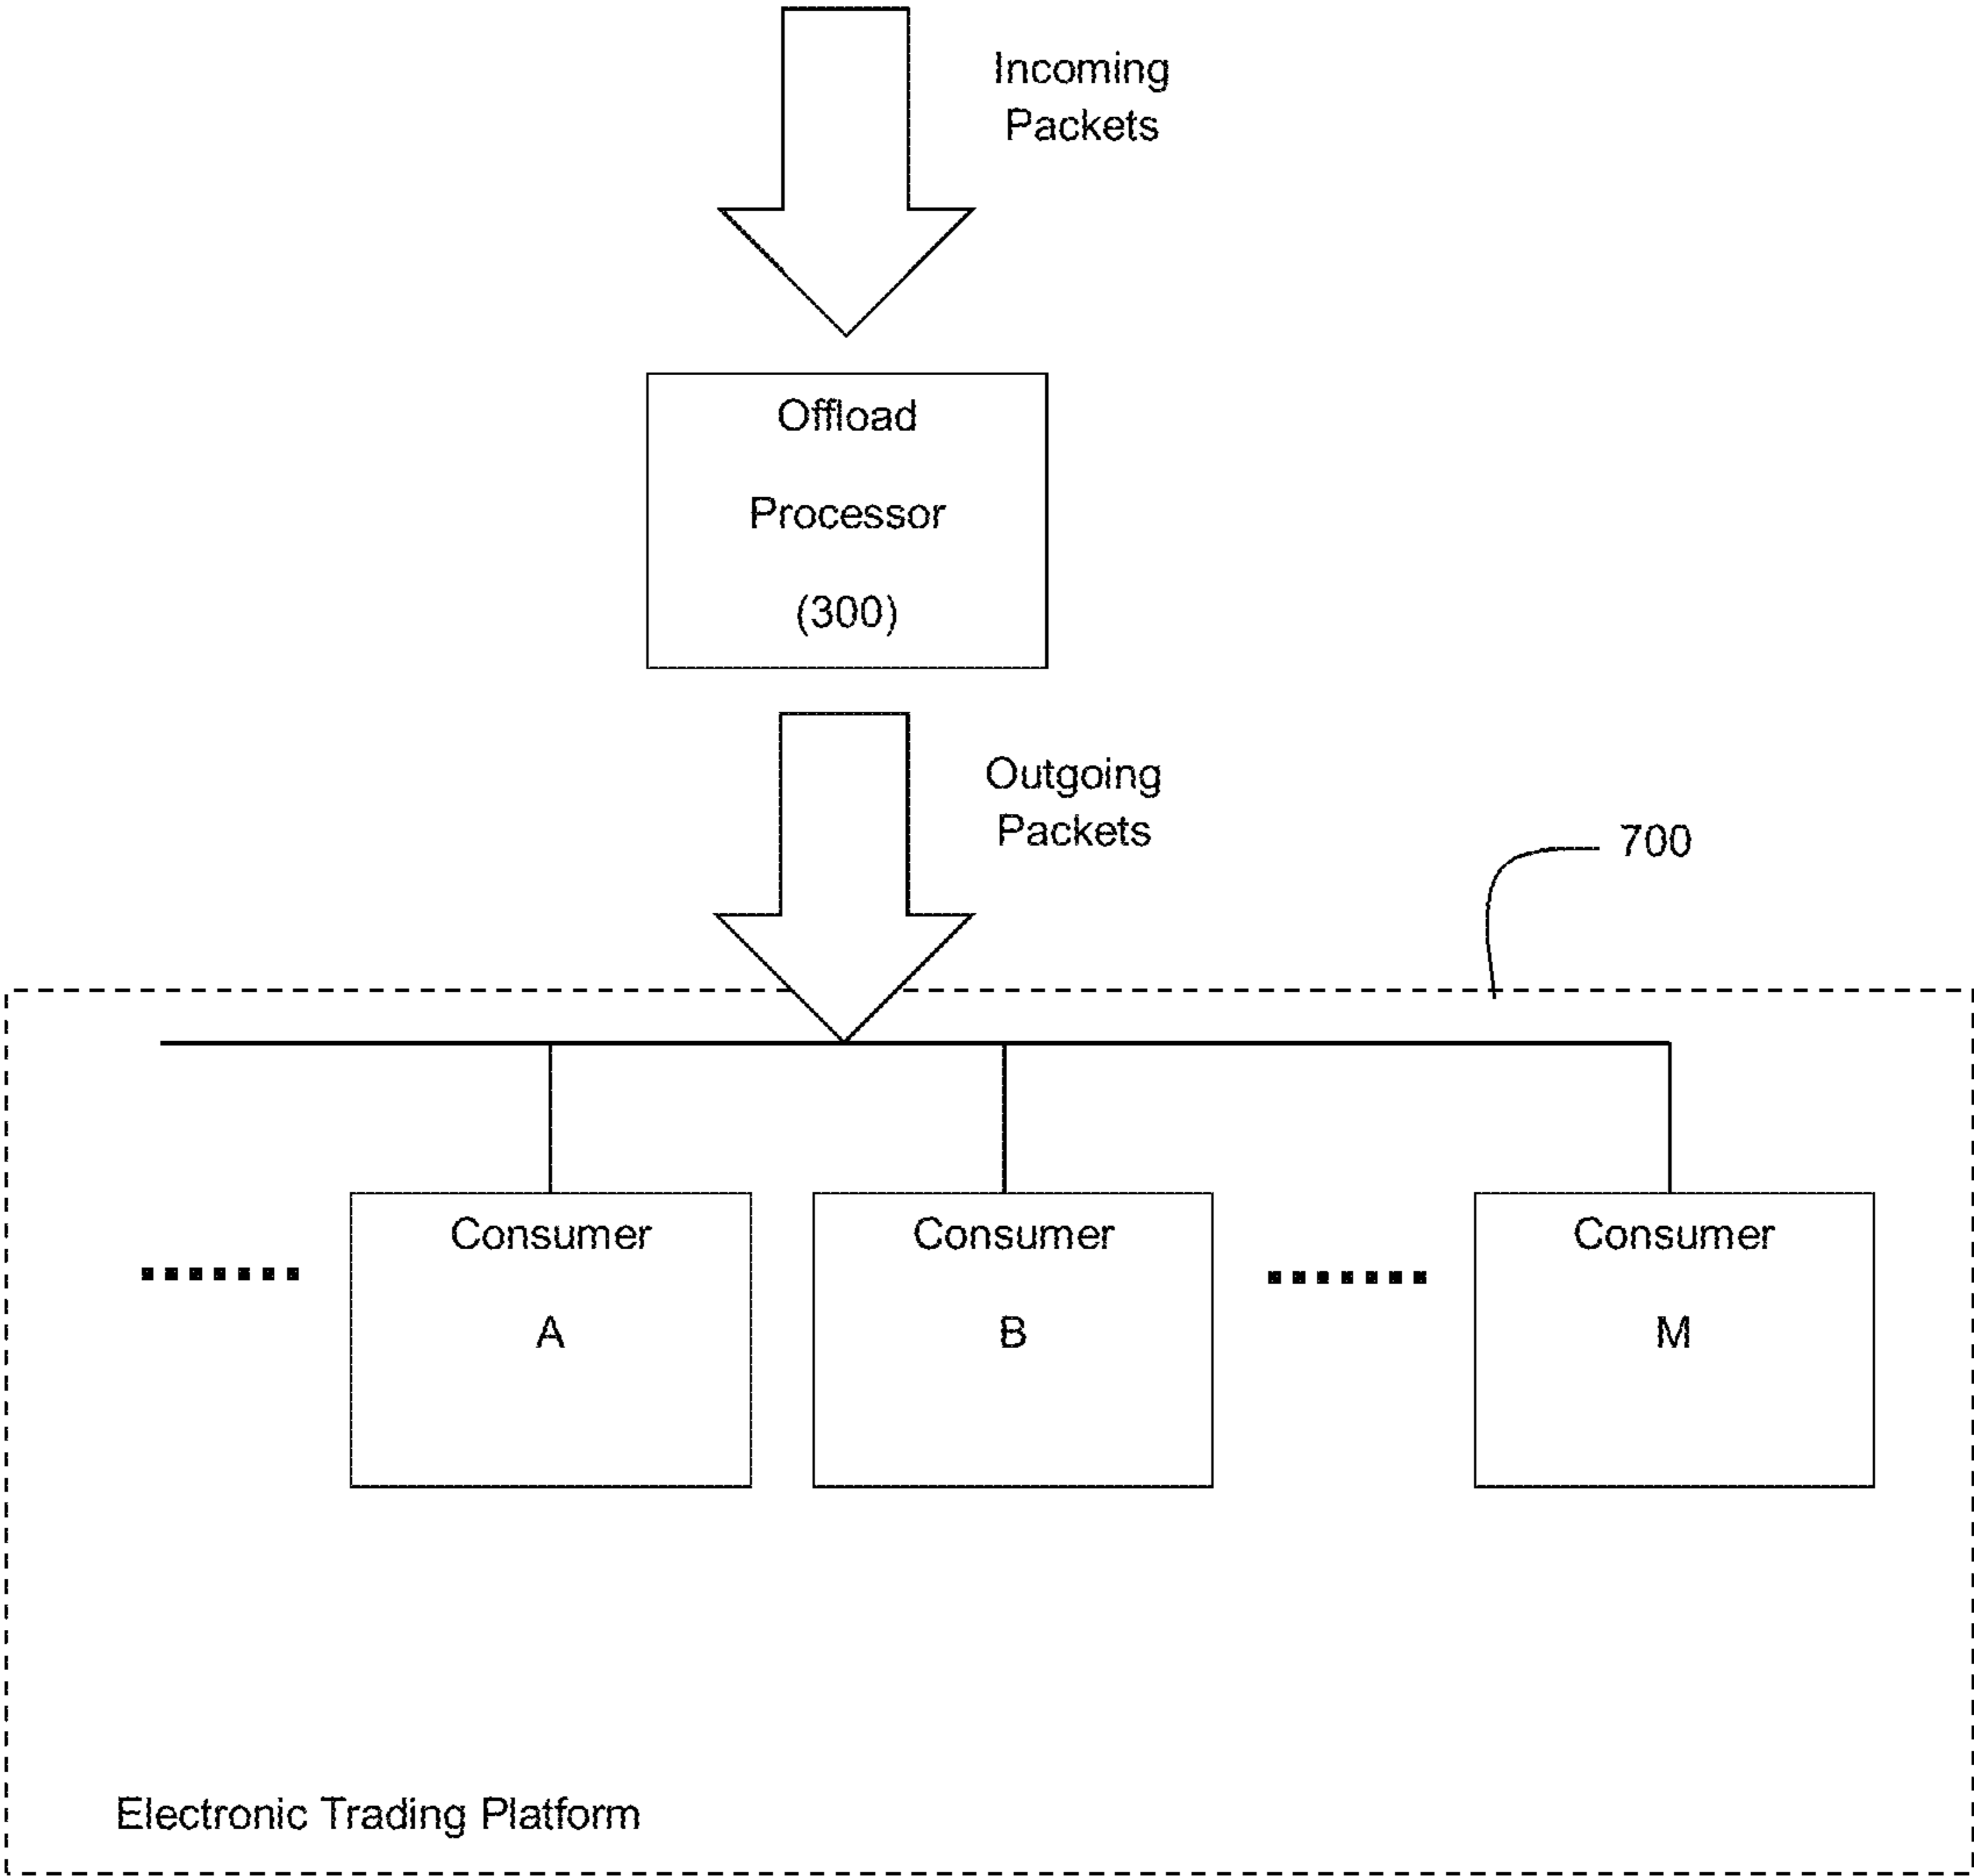 Incoming
Packets
Offload
Processor
(300)
Outgoing
Packets
700
Consumer
A
Consumer
B
Consumer
M
Electronic Trading Platform